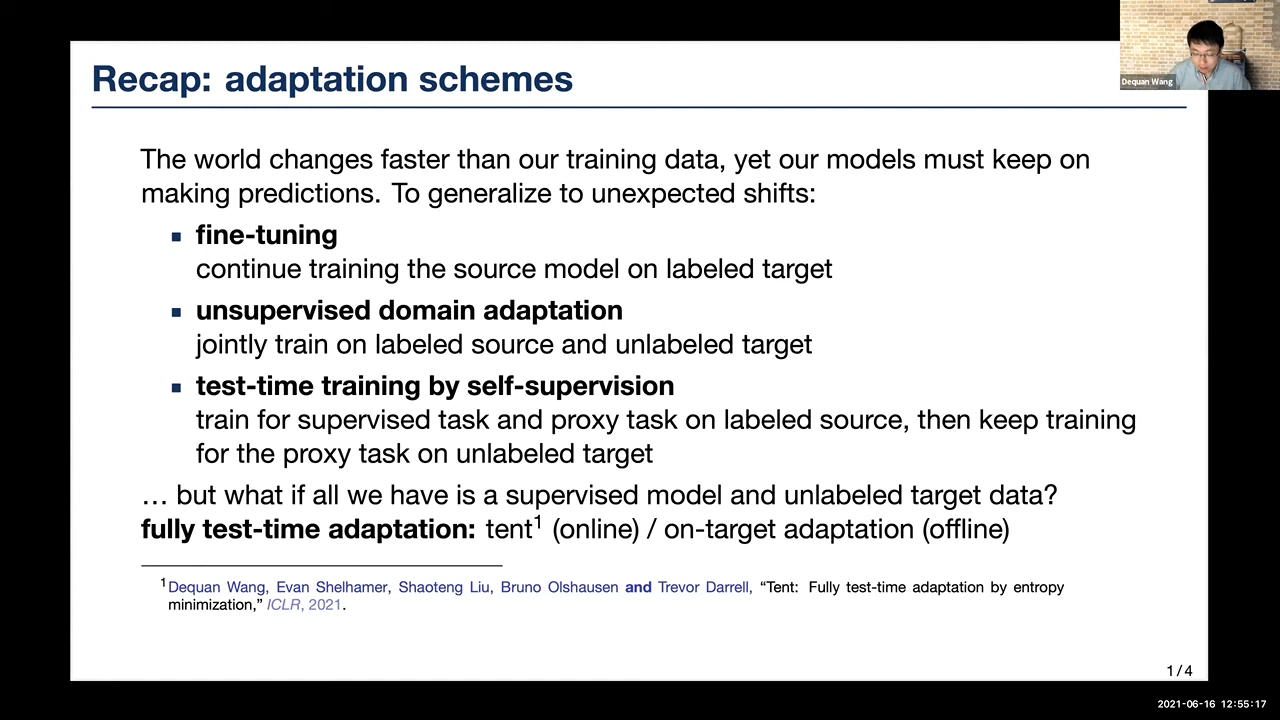 Recap: adaptation schemes
Dequan Wang
The world changes faster than our training data, yet our models must keep on
making predictions. To generalize to unexpected shifts:
▪ fine-tuning
continue training the source model on labeled target
▪ unsupervised domain adaptation
jointly train on labeled source and unlabeled target
▪ test-time training by self-supervision
train for supervised task and proxy task on labeled source, then keep training
for the proxy task on unlabeled target
… but what if all we have is a supervised model and unlabeled target data?
fully test-time adaptation: tent¹ (online) / on-target adaptation (offline)
¹Dequan Wang, Evan Shelhamer, Shaoteng Liu, Bruno Olshausen and Trevor Darrell, “Tent: Fully test-time adaptation by entropy
minimization,” ICLR, 2021.
1/4
2021-06-16 12:55:17